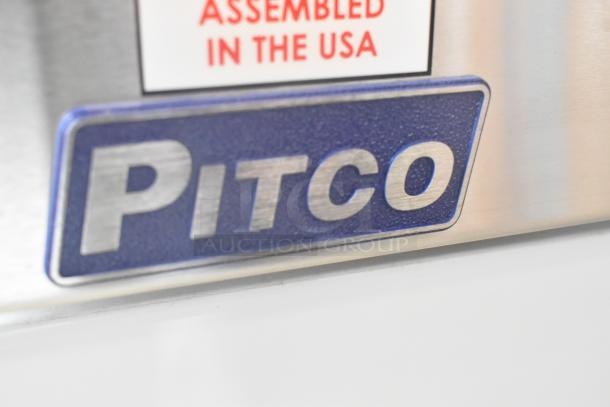 ASSEMBLED
IN THE USA
PITCO
AUCTION GROUP